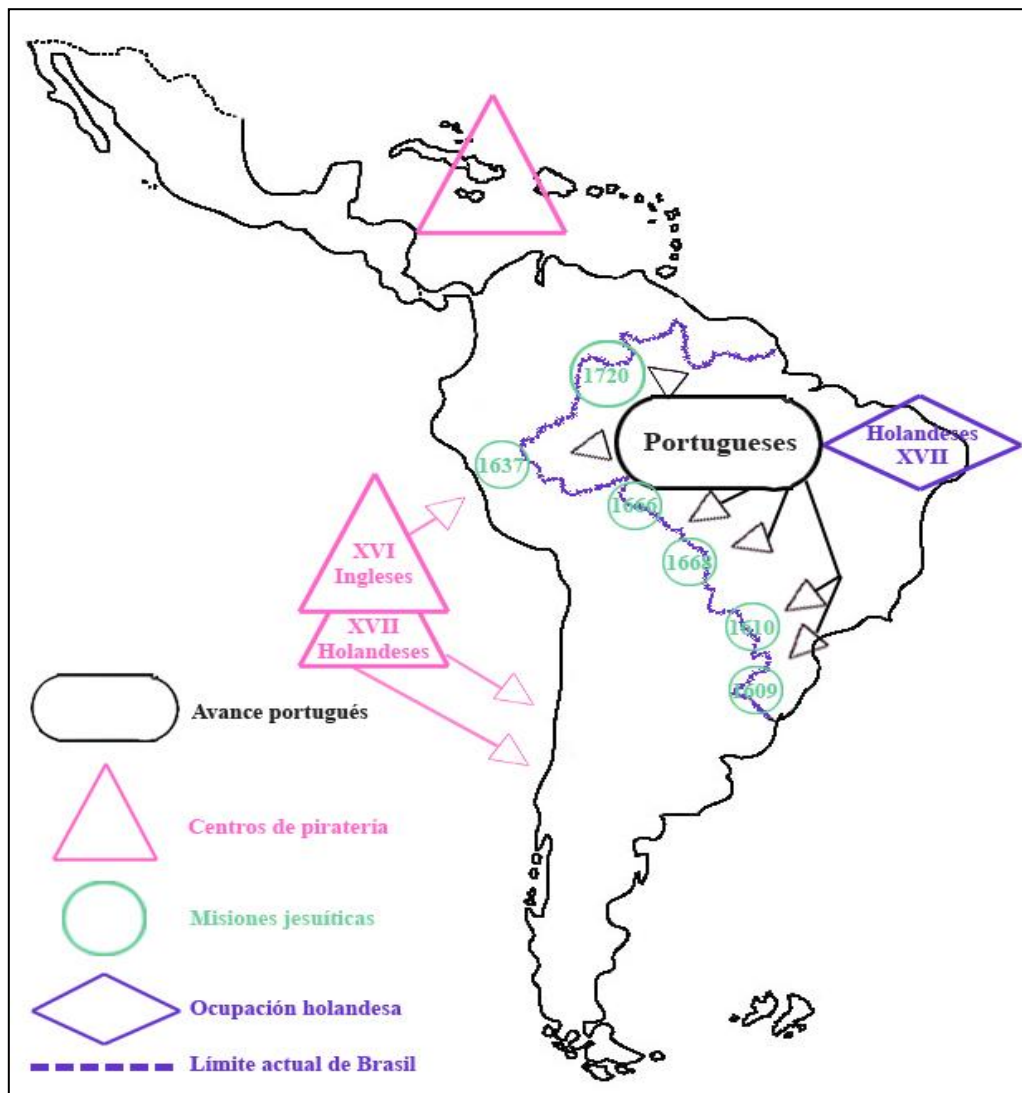 1720
Portugueses
Holandeses
XVII
1637
1666
1668
XVI
Ingleses
XVII
Holandeses
1610
1609
Avance portugués
Centros de piratería
Misiones jesuíticas
Ocupación holandesa
Límite actual de Brasil